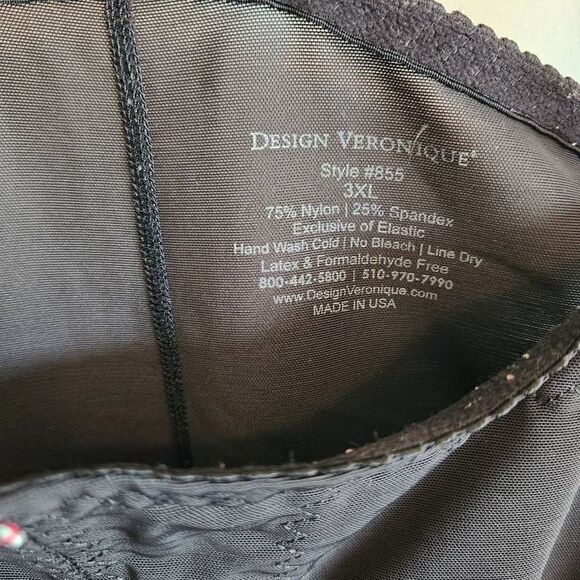 DESIGN VERONIQUE®
Style #855
3XL
75% Nylon | 25% Spandex
Exclusive of Elastic
Hand Wash Cold | No Bleach | Line Dry
Latex & Formaldehyde Free
800-442-5800 | 510-970-7990
www.DesignVeronique.com
MADE IN USA